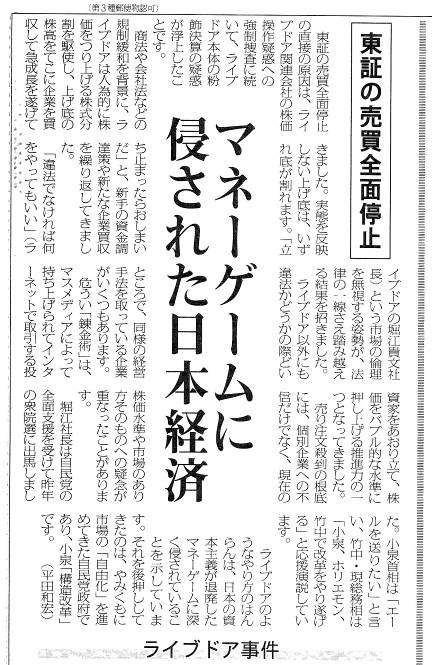 （第3種郵便物認可）
東証の売買全面停止
マネーゲームに
侵された日本経済
東証の売買全面停止
の直接の原因は、ライ
ブドア関連会社の株価
操作疑惑への
強制捜査に続
いて、ライブ
ドア本体の粉
飾決算の疑惑
が浮上したこ
とです。
商法や会社法などの
規制緩和を背景に、ラ
イブドアは人為的に株
価をつり上げる株式分
割を駆使し、上げ底の
株高をてこに企業を買
収して急成長を遂げて
きました。実態を反映
しない上げ底は、いず
れ底が割れます。「立
ち止まったらおしまい
だ」と、新手の資金調
達策や新たな企業買収
を繰り返してきまし
た。
「違法でなければ何
をやってもいい」（ラ
イブドアの堀江貴文社
長）という市場の倫理
を無視する姿勢が、法
律の一線さえ踏み越え
る結果を招きました。
ライブドア以外にも
違法かどうかの際どい
ところで、同様の経営
手法を取っている企業
がいくつもあります。
危うい「錬金術」は、
マスメディアによって
持ち上げられてインタ
ーネットで取引する投
資家をあおり立て、株
価をバブル的な水準に
押し上げる推進力の一
つとなってきました。
売り注文殺到の根底
には、個別企業への不
信だけでなく、現在の
株価水準や市場のあり
方そのものへの疑念が
重なったことがありま
す。
堀江社長は自民党の
全面支援を受けて昨年
の衆院選に出馬しまし
た。小泉首相は「エー
ルを送りたい」と言
い、竹中・現総務相は
「小泉、ホリエモン、
竹中で改革をやり遂げ
る」と応援演説してい
ます。
ライブドアのよ
うなやり方のはん
らんは、日本の資
本主義が退廃した
マネーゲームに深
く侵されているこ
とを示していま
す。それを後押しして
きたのは、やみくもに
市場の「自由化」を進
めてきた自民党政府で
あり、小泉「構造改革」
です。　（平田和宏）
ライブドア事件